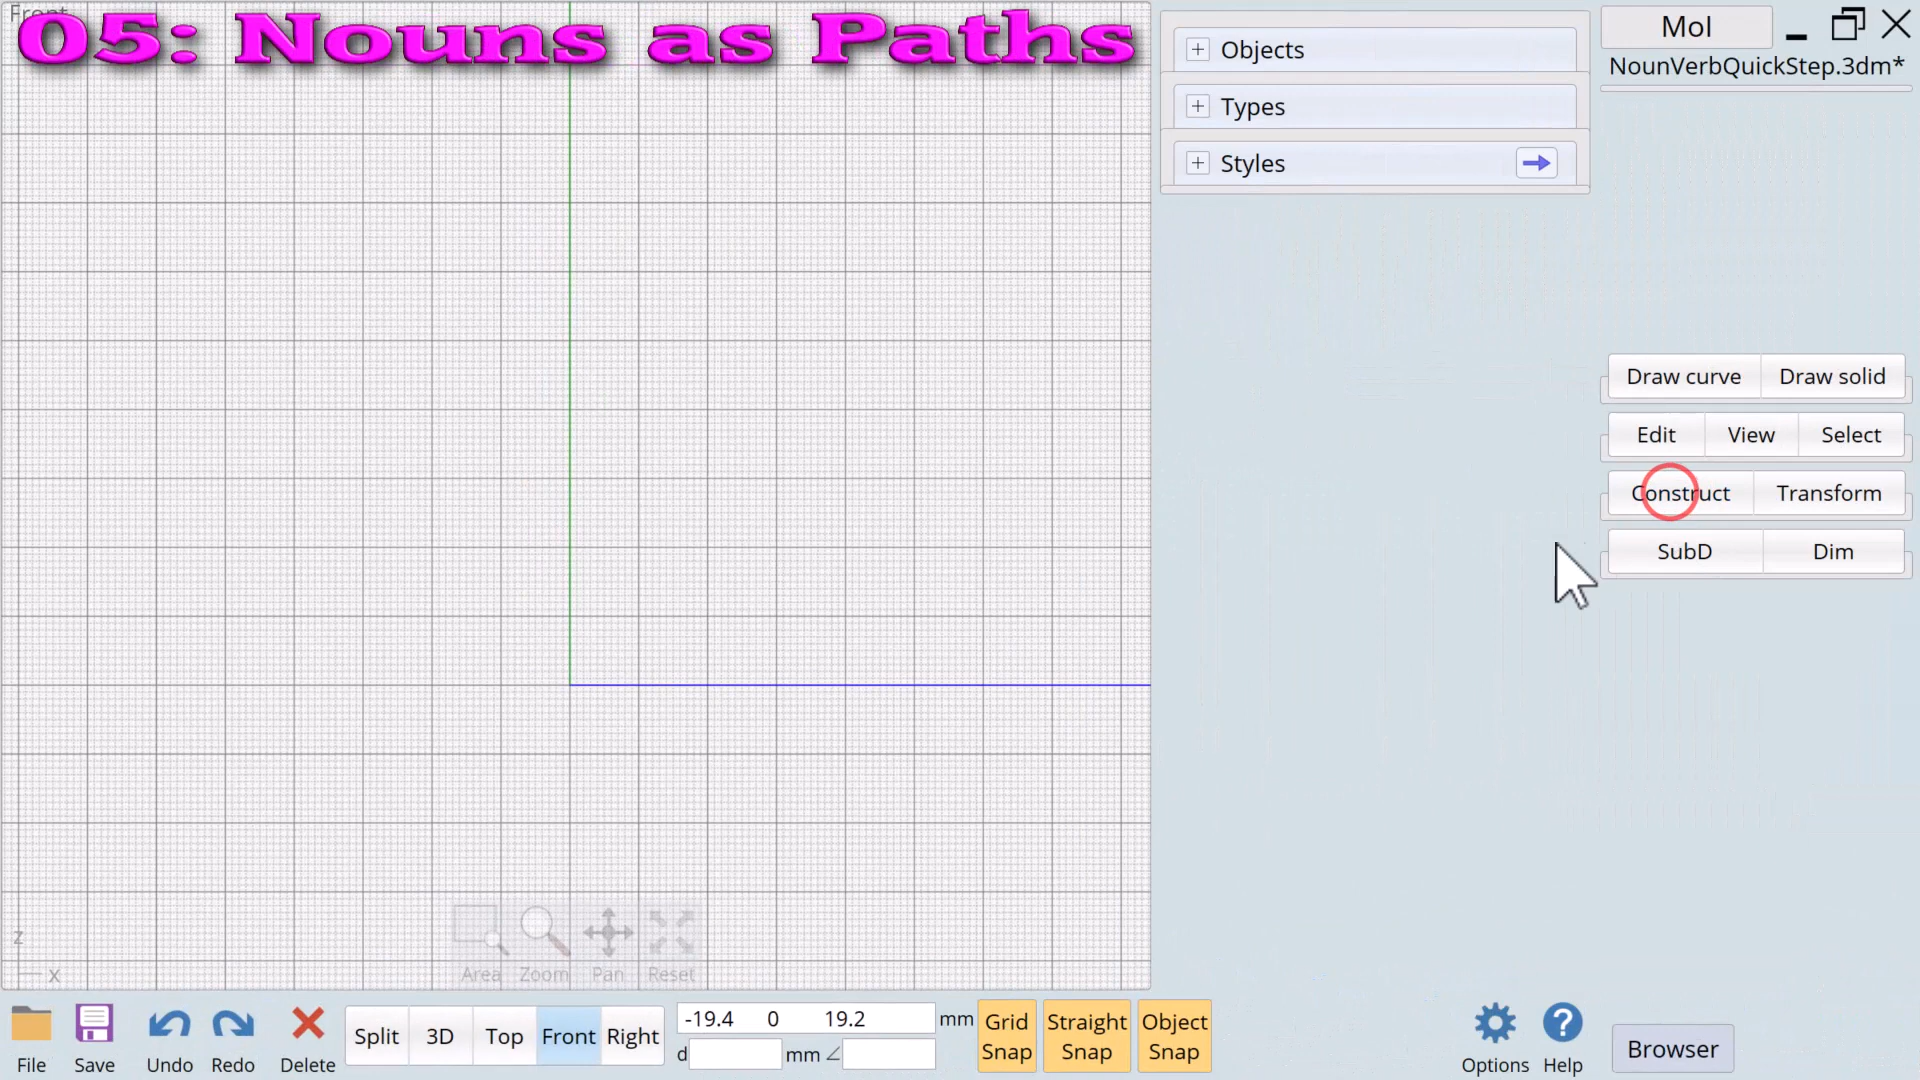 Front
05: Nouns as Paths
Objects
Types
Styles
MoI
NounVerbQuickStep.3dm*
Draw curve
Draw solid
Edit
View
Select
Construct
Transform
SubD
Dim
z
x
Area
Zoom
Pan
Reset
File
Save
Undo
Redo
Delete
Split
3D
Top
Front
Right
-19.4 0 19.2 mm
d mm ∠
Grid Snap
Straight Snap
Object Snap
Options
Help
Browser